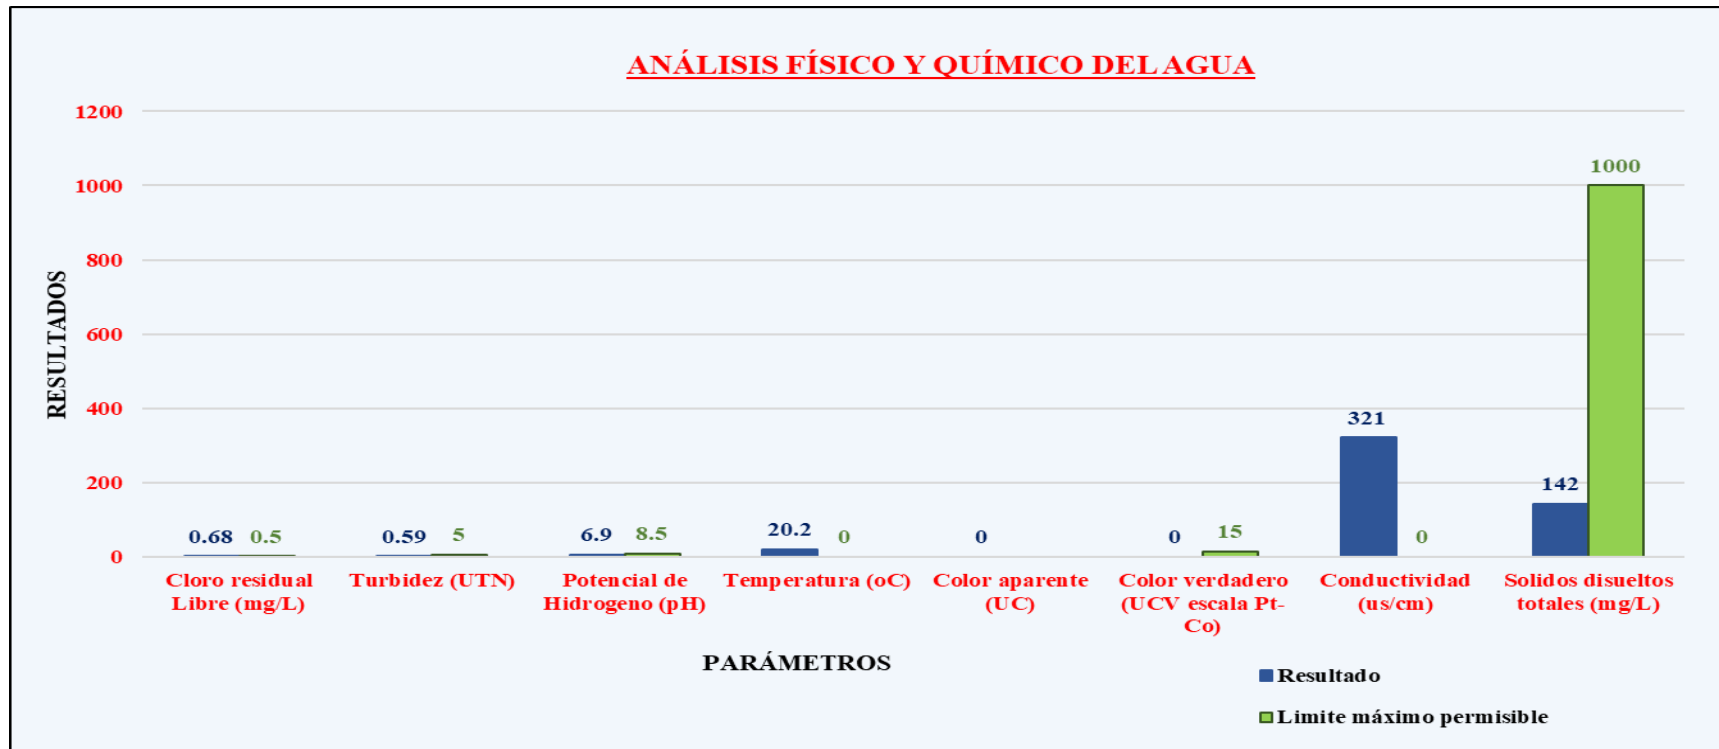 ANÁLISIS FÍSICO Y QUÍMICO DEL AGUA
RESULTADOS
1200
1000
800
600
400
200
0
0.68 0.5
0.59 5
6.9 8.5
20.2 0
0
0 15
321 0
142 1000
Cloro residual
Libre (mg/L)
Turbidez (UTN)
Potencial de
Hidrogeno (pH)
Temperatura (oC)
Color aparente
(UC)
Color verdadero
(UCV escala Pt-
Co)
Conductividad
(us/cm)
Solidos disueltos
totales (mg/L)
PARÁMETROS
Resultado
Limite máximo permisible